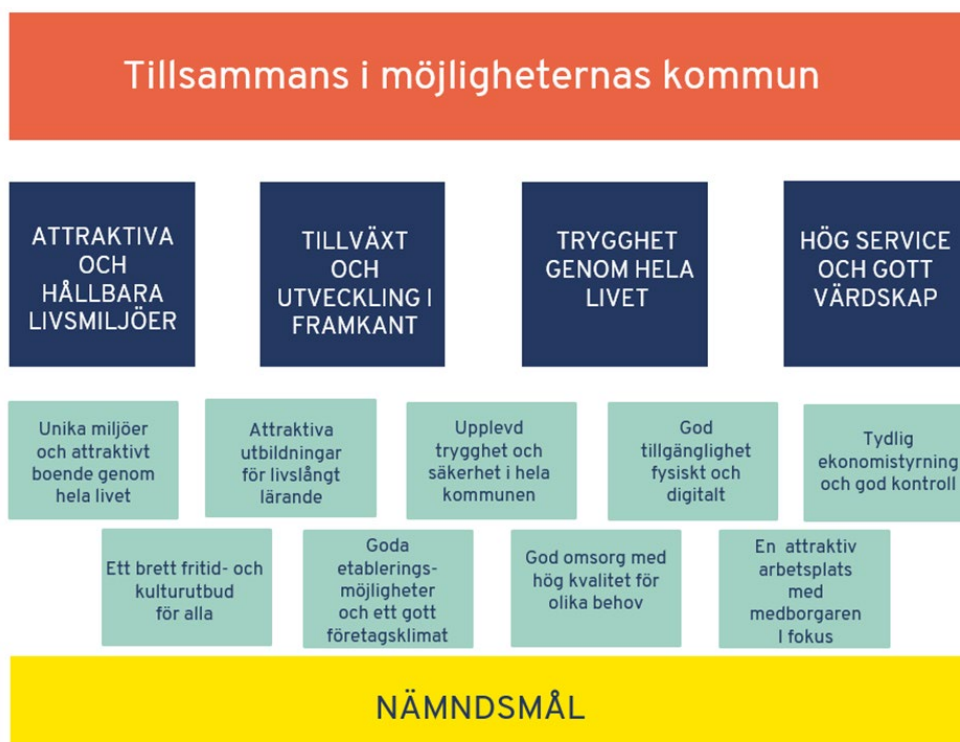 Tillsammans i möjligheternas kommun
ATTRAKTIVA
OCH
HÅLLBARA
LIVSMILJÖER
TILLVÄXT
OCH
UTVECKLING I
FRAMKANT
TRYGGHET
GENOM HELA
LIVET
HÖG SERVICE
OCH GOTT
VÄRDSKAP
Unika miljöer
och attraktivt
boende genom
hela livet
Attraktiva
utbildningar
för livslångt
lärande
Upplevd
trygghet och
säkerhet i hela
kommunen
God
tillgänglighet
fysiskt och
digitalt
Tydlig
ekonomistyrning
och god kontroll
Ett brett fritid- och
kulturutbud
för alla
Goda
etablerings-
möjligheter
och ett gott
företagsklimat
God omsorg med
hög kvalitet för
olika behov
En attraktiv
arbetsplats
med
medborgaren
I fokus
NÄMNDSMÅL